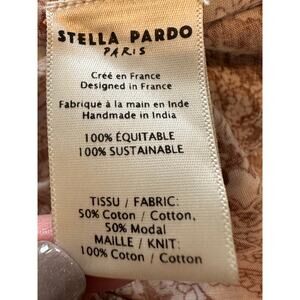 STELLA PARDO
PARIS
Créé en France
Designed in France
Fabriqué à la main en Inde
Handmade in India
100% ÉQUITABLE
100% SUSTAINABLE
TISSU / FABRIC:
50% Coton / Cotton,
50% Modal
MAILLE / KNIT:
100% Coton / Cotton